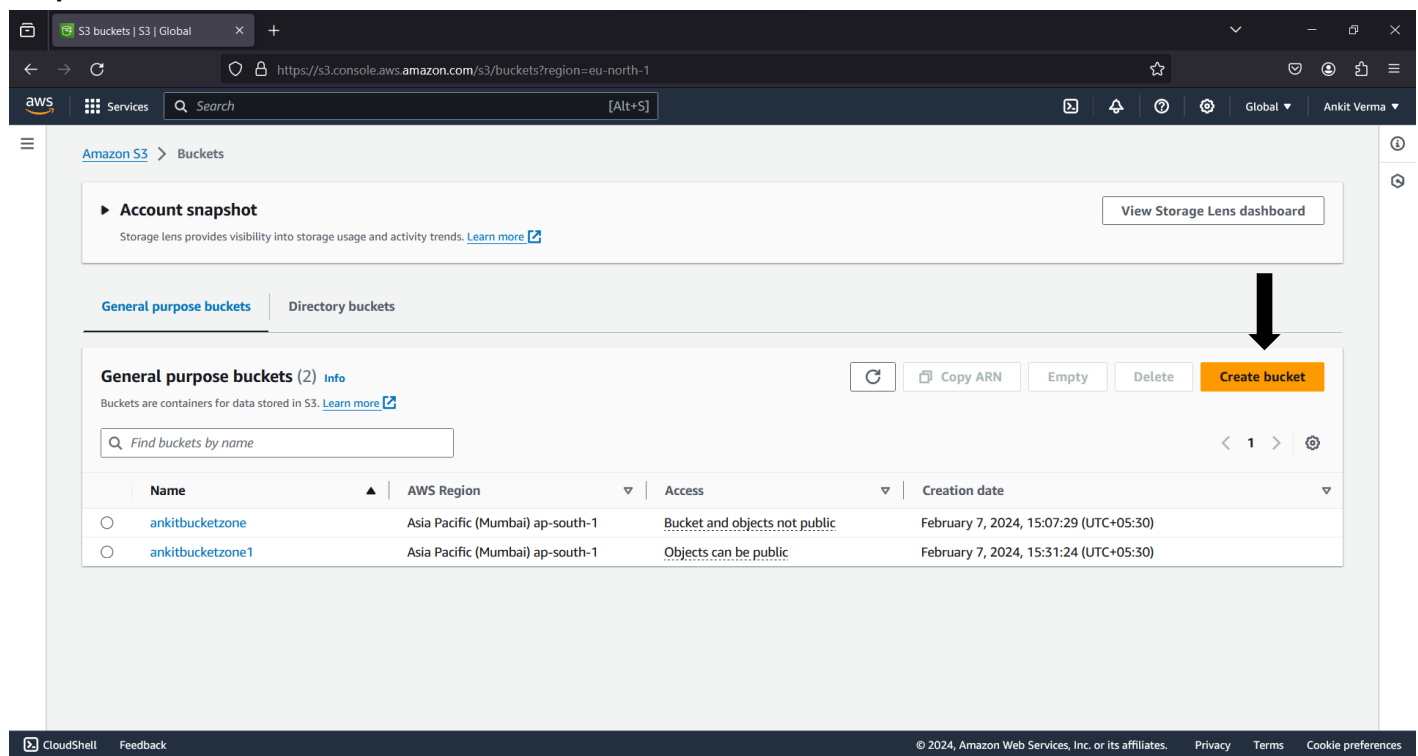 S3 buckets | S3 | Global
https://s3.console.aws.amazon.com/s3/buckets?region=eu-north-1
aws Services Search [Alt+S] Global Ankit Verma
Amazon S3 > Buckets
Account snapshot
View Storage Lens dashboard
Storage lens provides visibility into storage usage and activity trends. Learn more
General purpose buckets Directory buckets
General purpose buckets (2) Info
Copy ARN Empty Delete Create bucket
Buckets are containers for data stored in S3. Learn more
Find buckets by name
1
Name AWS Region Access Creation date
ankitbucketzone Asia Pacific (Mumbai) ap-south-1 Bucket and objects not public February 7, 2024, 15:07:29 (UTC+05:30)
ankitbucketzone1 Asia Pacific (Mumbai) ap-south-1 Objects can be public February 7, 2024, 15:31:24 (UTC+05:30)
CloudShell Feedback © 2024, Amazon Web Services, Inc. or its affiliates. Privacy Terms Cookie preferences